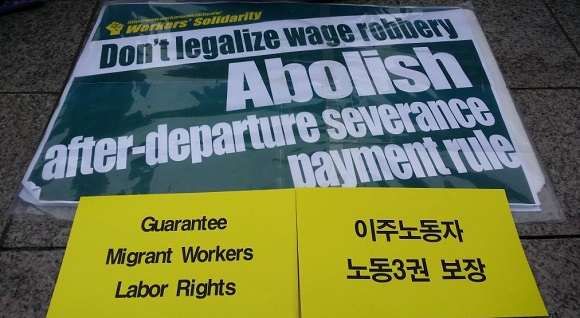 Workers' Solidarity
Don't legalize wage robbery
Abolish
after-departure severance
payment rule
Guarantee
Migrant Workers
Labor Rights
이주노동자
노동3권 보장